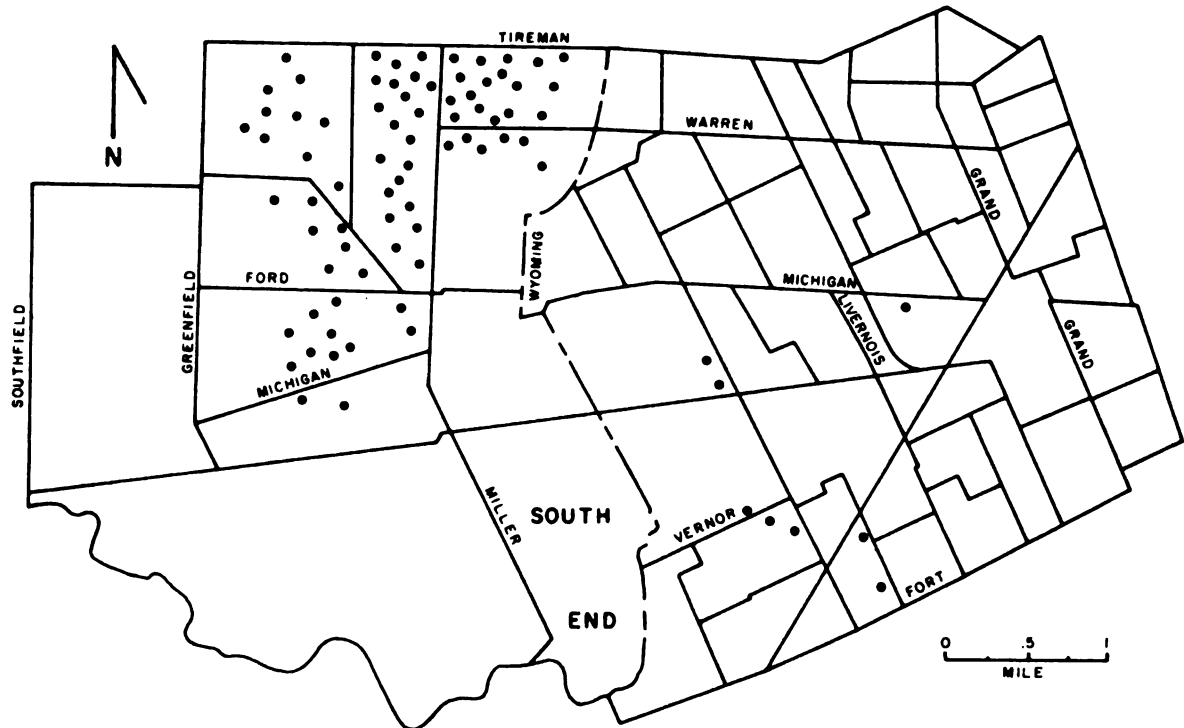 TIREMAN
N
WARREN
GRAND
WYOMING
FORD
MICHIGAN
SOUTHFIELD
GREENFIELD
LIVERNOIS
GRAND
MICHIGAN
MILLER
SOUTH
VERNOR
END
FORT
0 .5 1
MILE